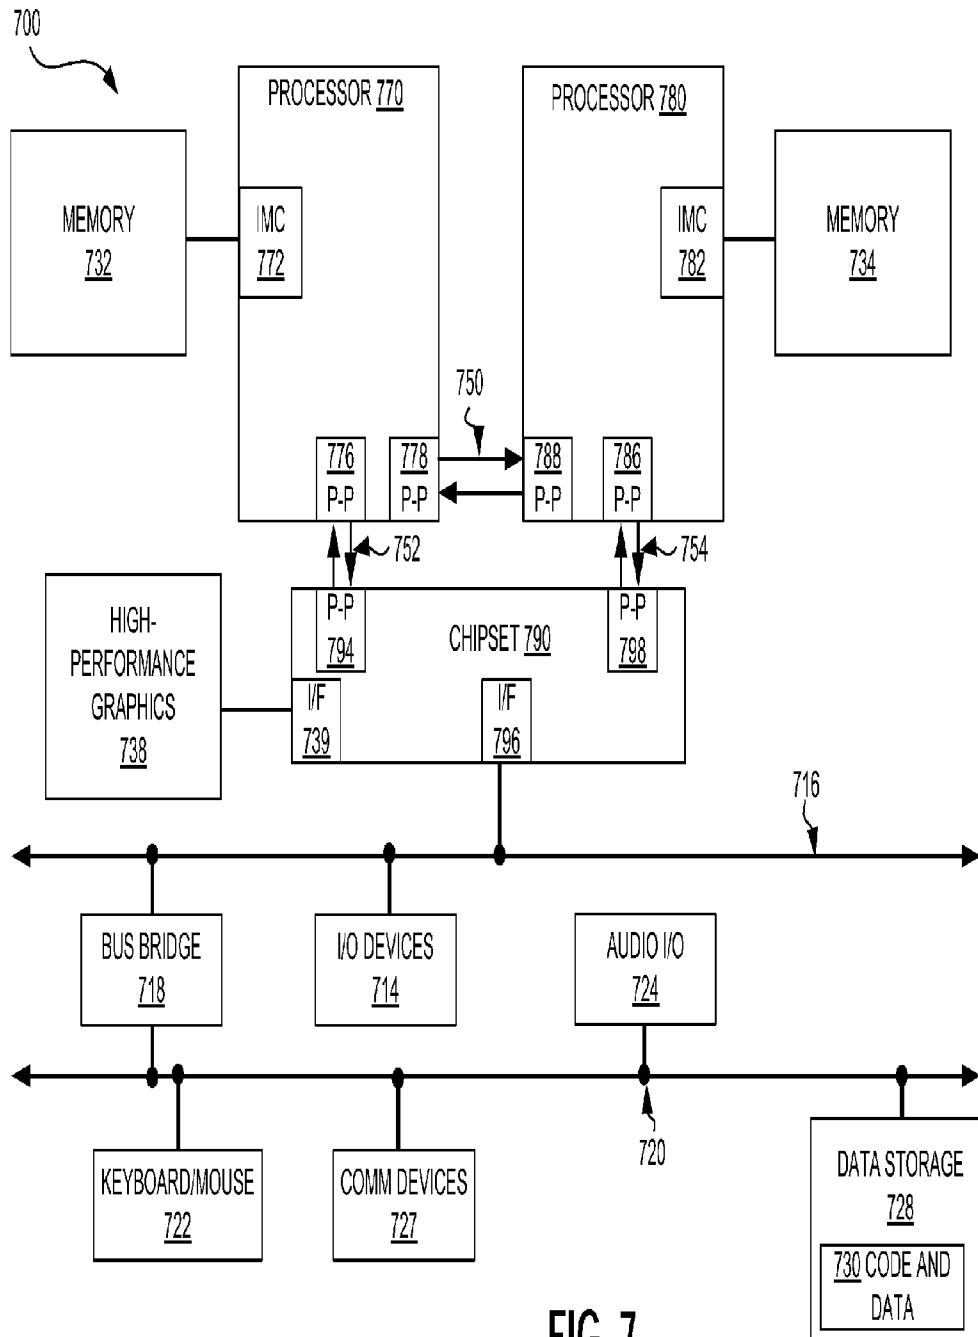 700
PROCESSOR 770
PROCESSOR 780
MEMORY
732
IMC
772
IMC
782
MEMORY
734
750
776
P-P
778
P-P
788
P-P
786
P-P
752
754
HIGH-
PERFORMANCE
GRAPHICS
738
P-P
794
CHIPSET 790
P-P
798
I/F
739
I/F
796
716
BUS BRIDGE
718
I/O DEVICES
714
AUDIO I/O
724
720
KEYBOARD/MOUSE
722
COMM DEVICES
727
DATA STORAGE
728
730 CODE AND
DATA
FIG. 7